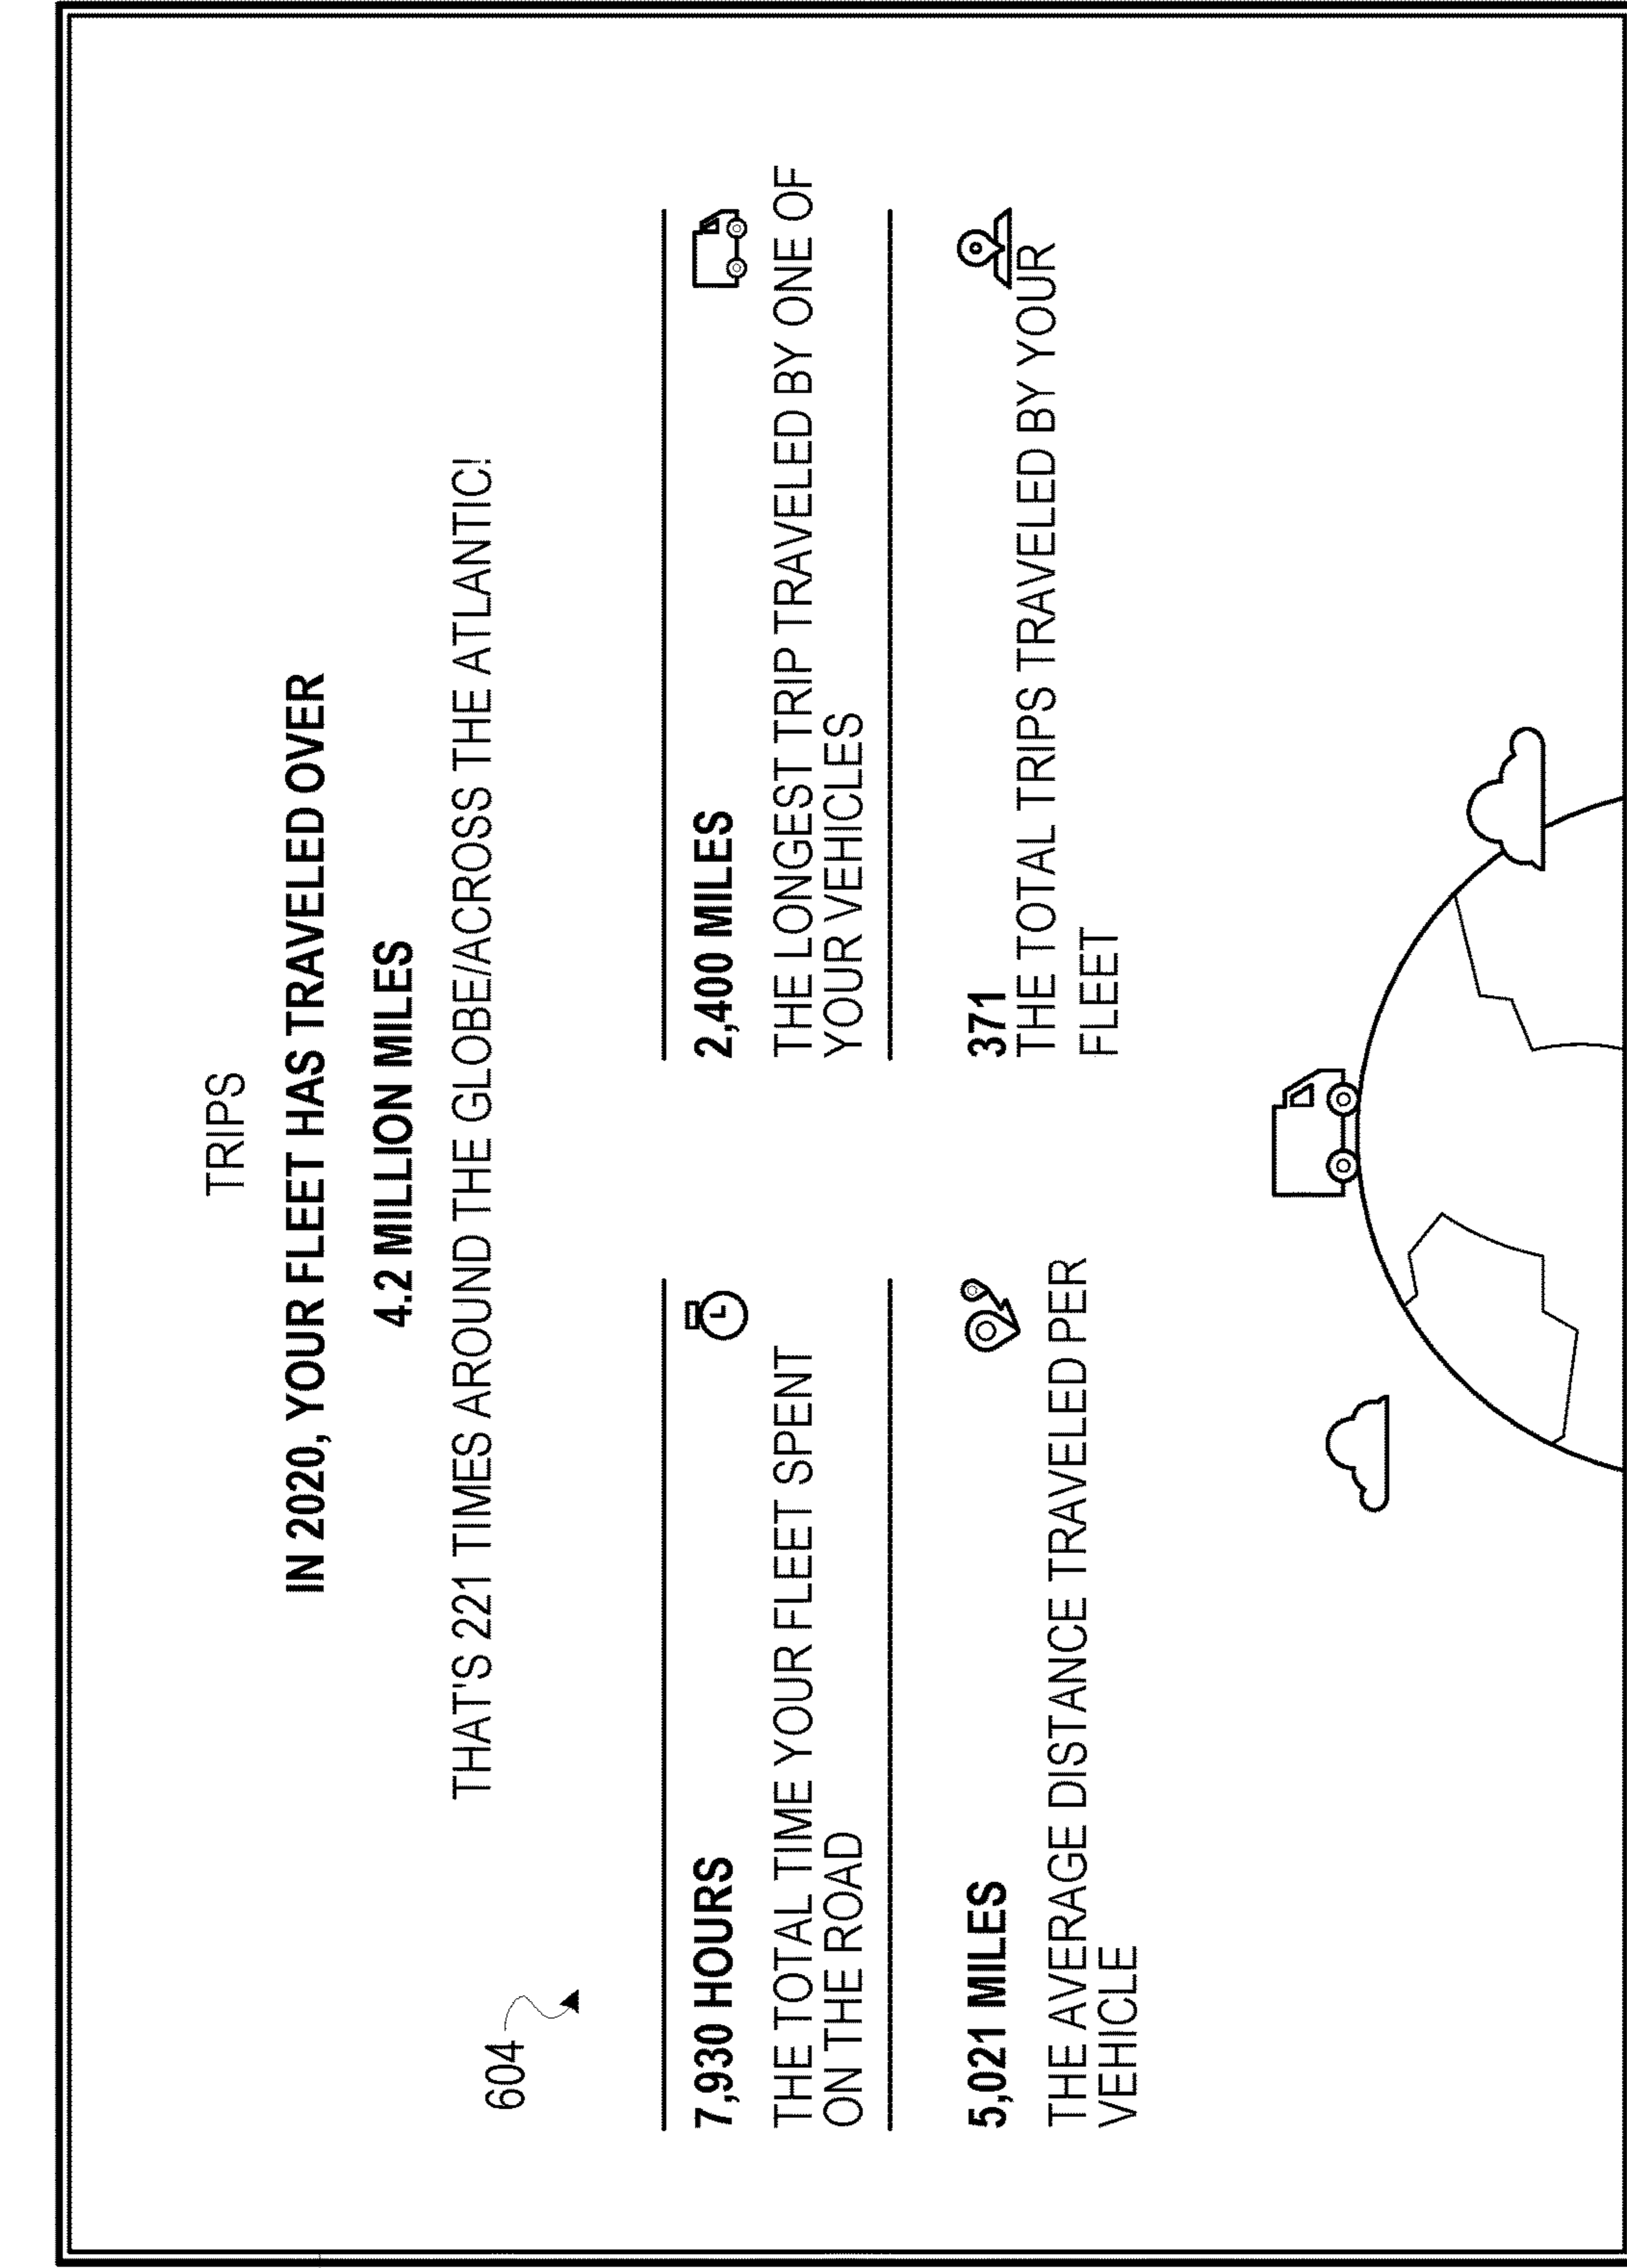 TRIPS
IN 2020, YOUR FLEET HAS TRAVELED OVER
4.2 MILLION MILES
THAT'S 221 TIMES AROUND THE GLOBE/ACROSS THE ATLANTIC!
604
7,930 HOURS
THE TOTAL TIME YOUR FLEET SPENT
ON THE ROAD
2,400 MILES
THE LONGEST TRIP TRAVELED BY ONE OF
YOUR VEHICLES
5,021 MILES
THE AVERAGE DISTANCE TRAVELED PER
VEHICLE
371
THE TOTAL TRIPS TRAVELED BY YOUR
FLEET